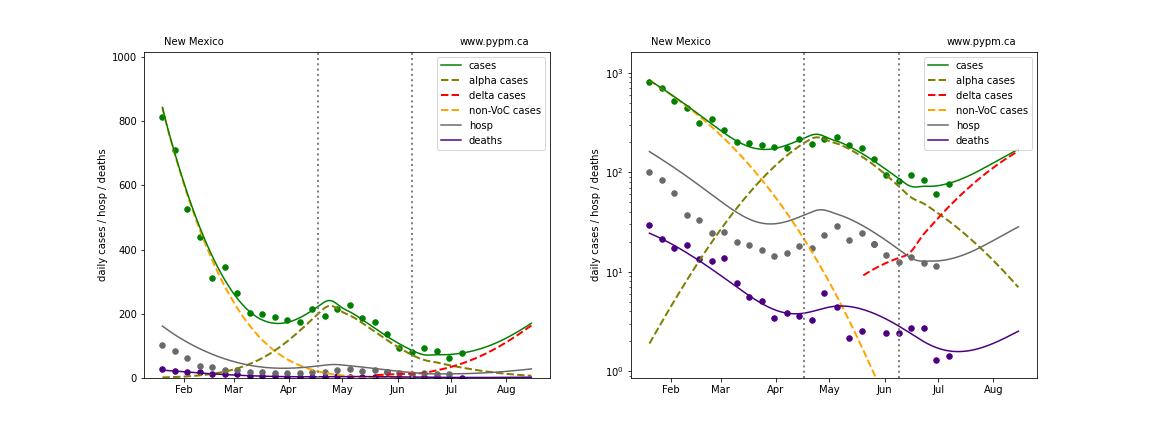 New Mexico www.pypm.ca
cases
alpha cases
delta cases
non-VoC cases
hosp
deaths
daily cases / hosp / deaths
1000
800
600
400
200
0
Feb Mar Apr May Jun Jul Aug
New Mexico www.pypm.ca
cases
alpha cases
delta cases
non-VoC cases
hosp
deaths
daily cases / hosp / deaths
10³
10²
10¹
10⁰
Feb Mar Apr May Jun Jul Aug